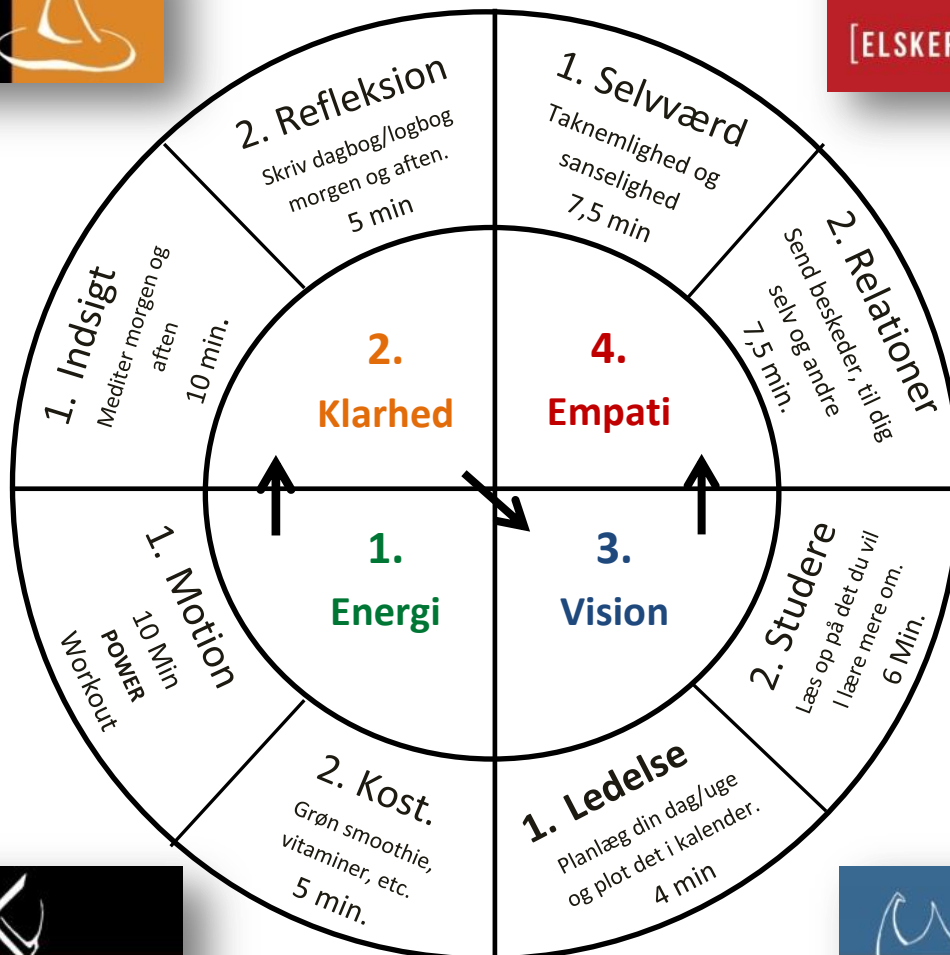 [ELSKER
2. Refleksion
Skriv dagbog/logbog
morgen og aften.
5 min
1. Selvværd
Taknemlighed og
sanselighed
7,5 min
1. Indsigt
Mediter morgen og
aften
10 min.
2. Relationer
Send beskeder, til dig
selv og andre
7,5 min.
2.
Klarhed
4.
Empati
1.
Energi
3.
Vision
1. Motion
10 Min
POWER
Workout
2. Studere
Læs op på det du vil
I lære mere om.
6 Min.
2. Kost.
Grøn smoothie,
vitaminer, etc.
5 min.
1. Ledelse
Planlæg din dag/uge
og plot det i kalender.
4 min